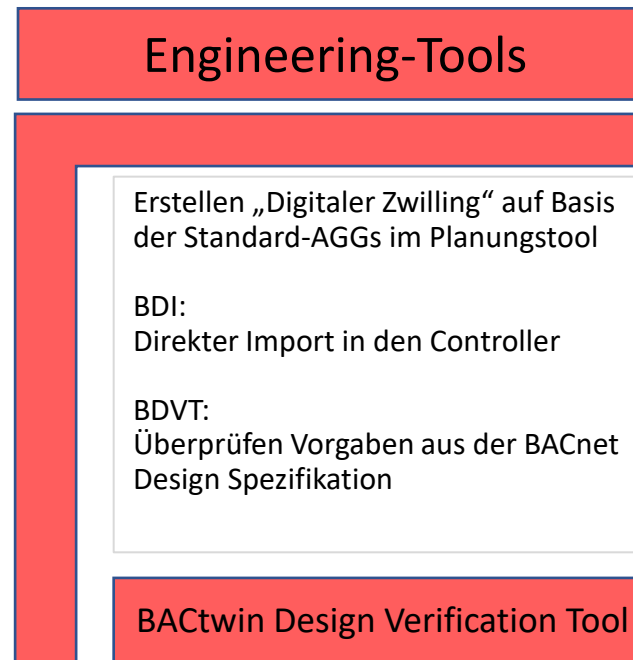 Engineering-Tools
Erstellen „Digitaler Zwilling“ auf Basis
der Standard-AGGs im Planungstool
BDI:
Direkter Import in den Controller
BDVT:
Überprüfen Vorgaben aus der BACnet
Design Spezifikation
BACtwin Design Verification Tool